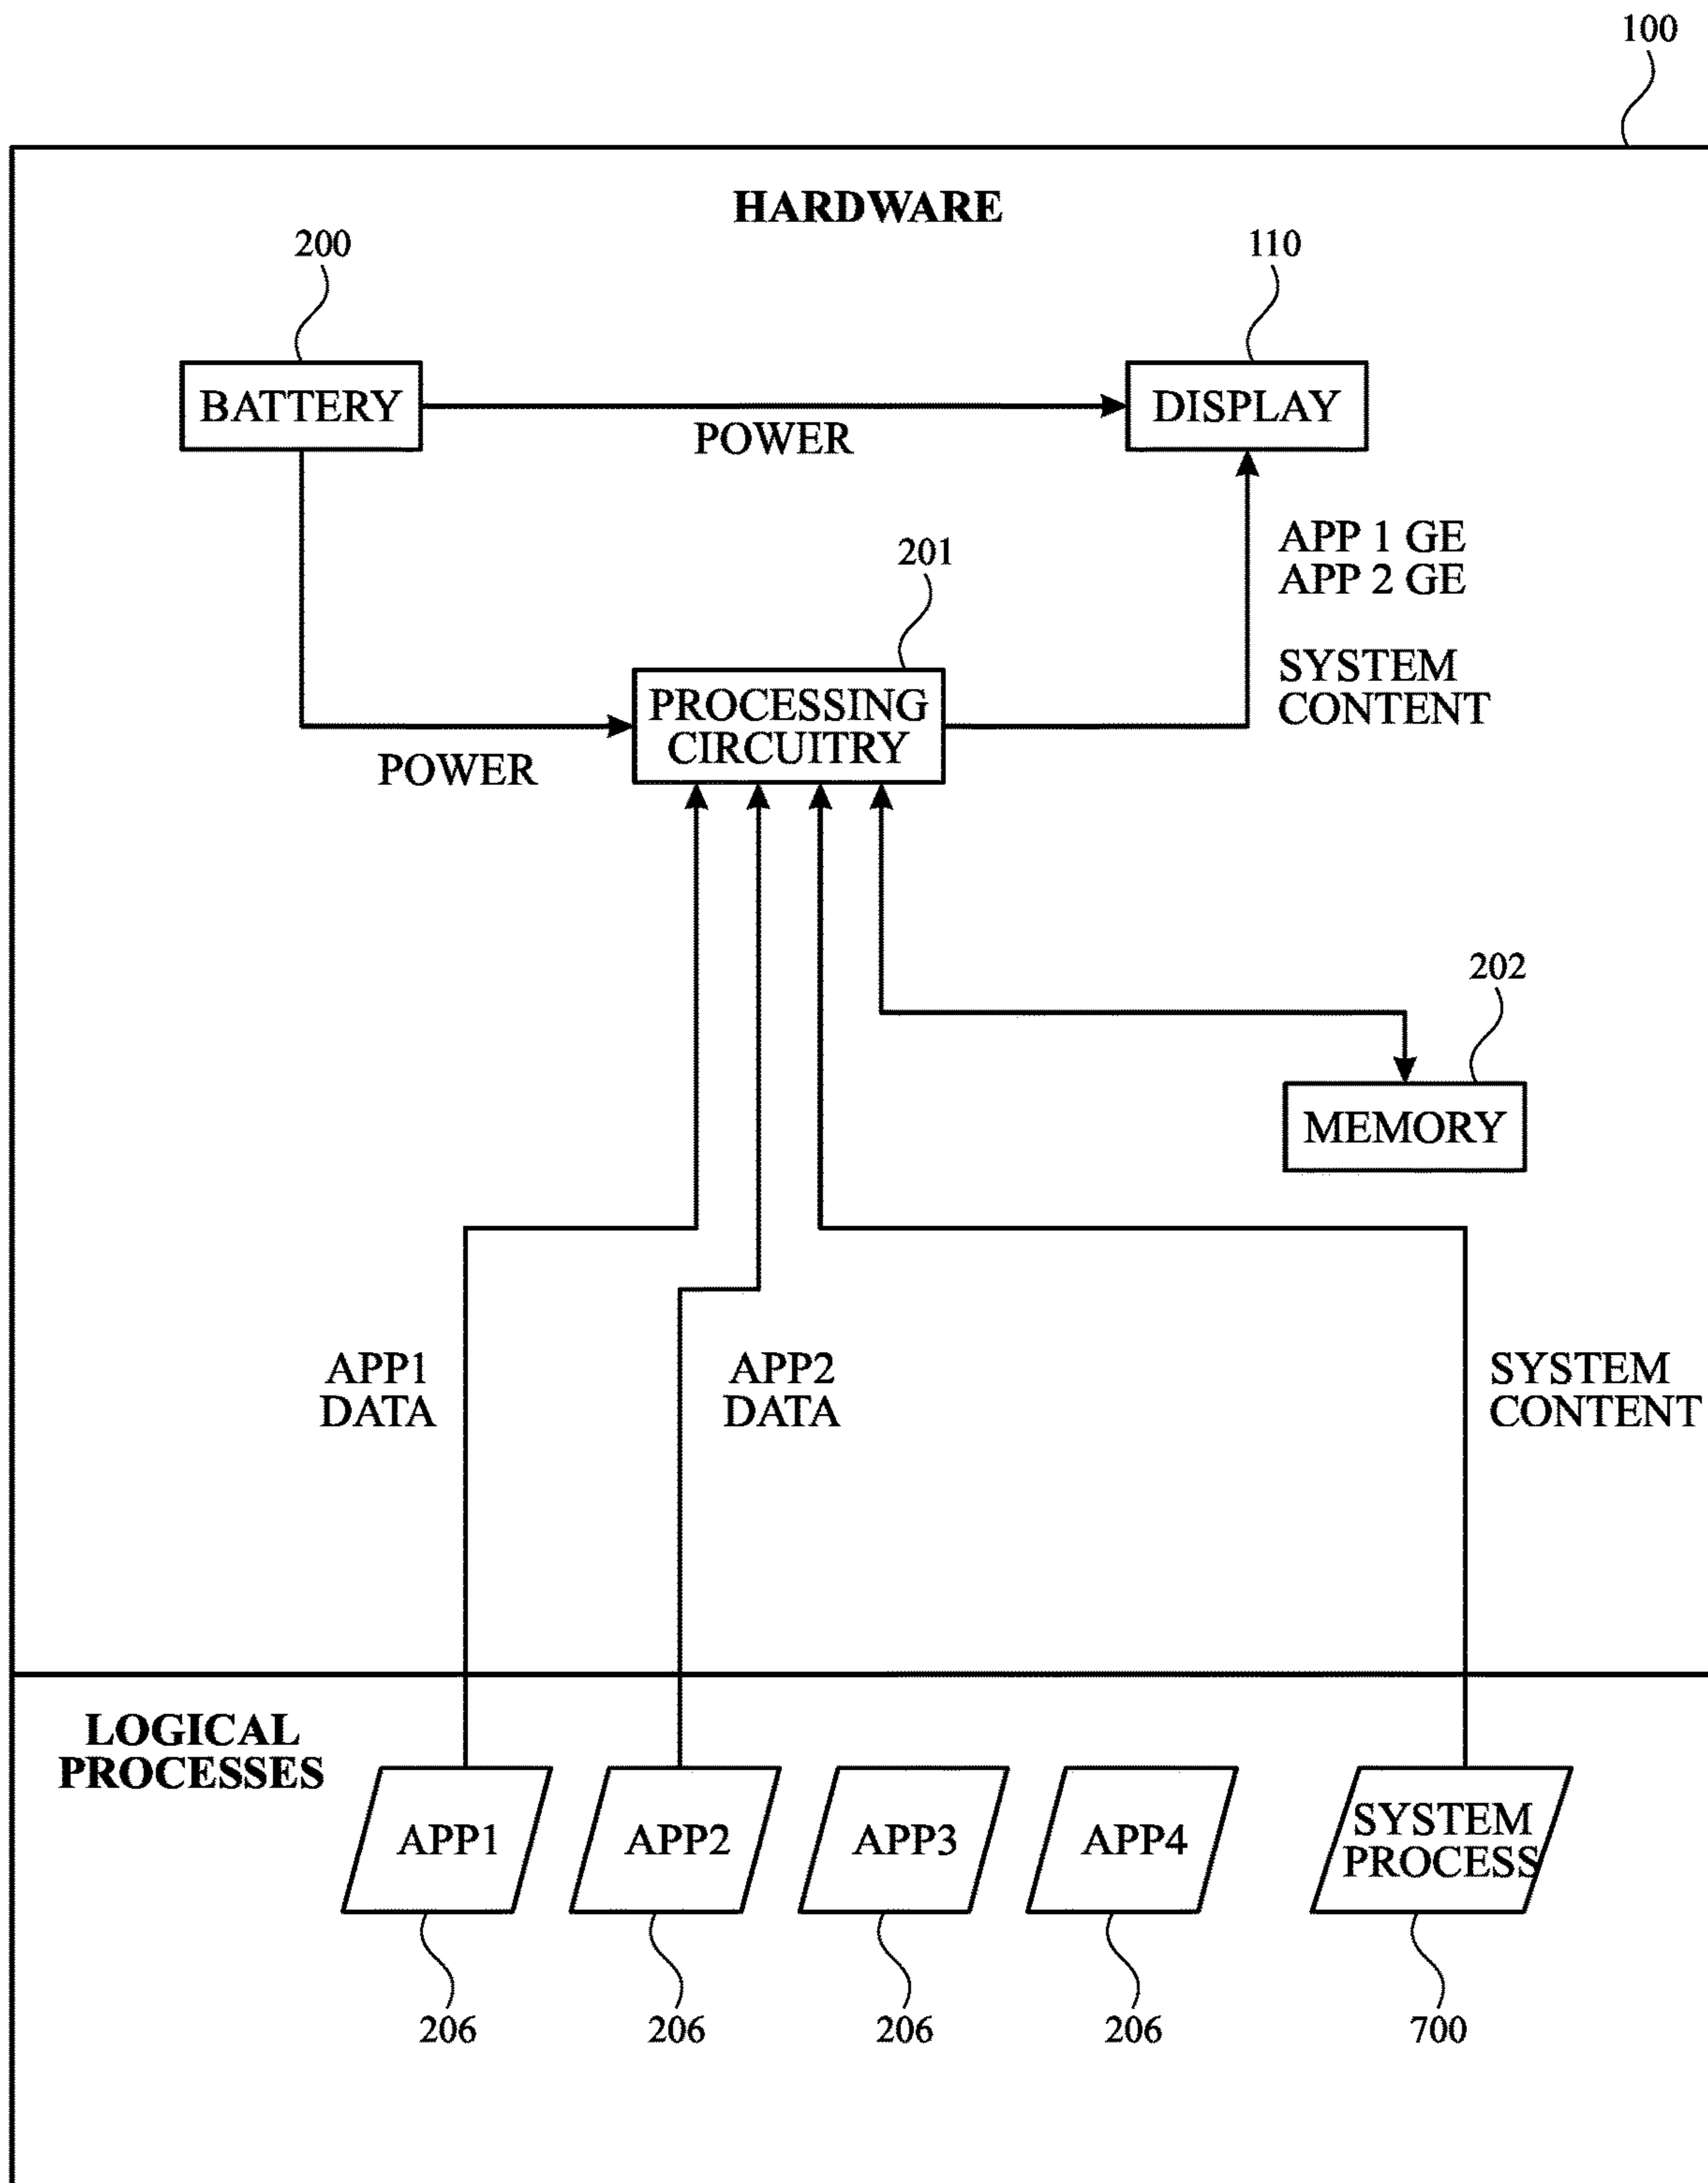 100
HARDWARE
200
110
BATTERY
DISPLAY
POWER
APP 1 GE
APP 2 GE
201
SYSTEM
CONTENT
PROCESSING
CIRCUITRY
POWER
202
MEMORY
APP1
DATA
APP2
DATA
SYSTEM
CONTENT
LOGICAL
PROCESSES
APP1
APP2
APP3
APP4
SYSTEM
PROCESS
206
206
206
206
700